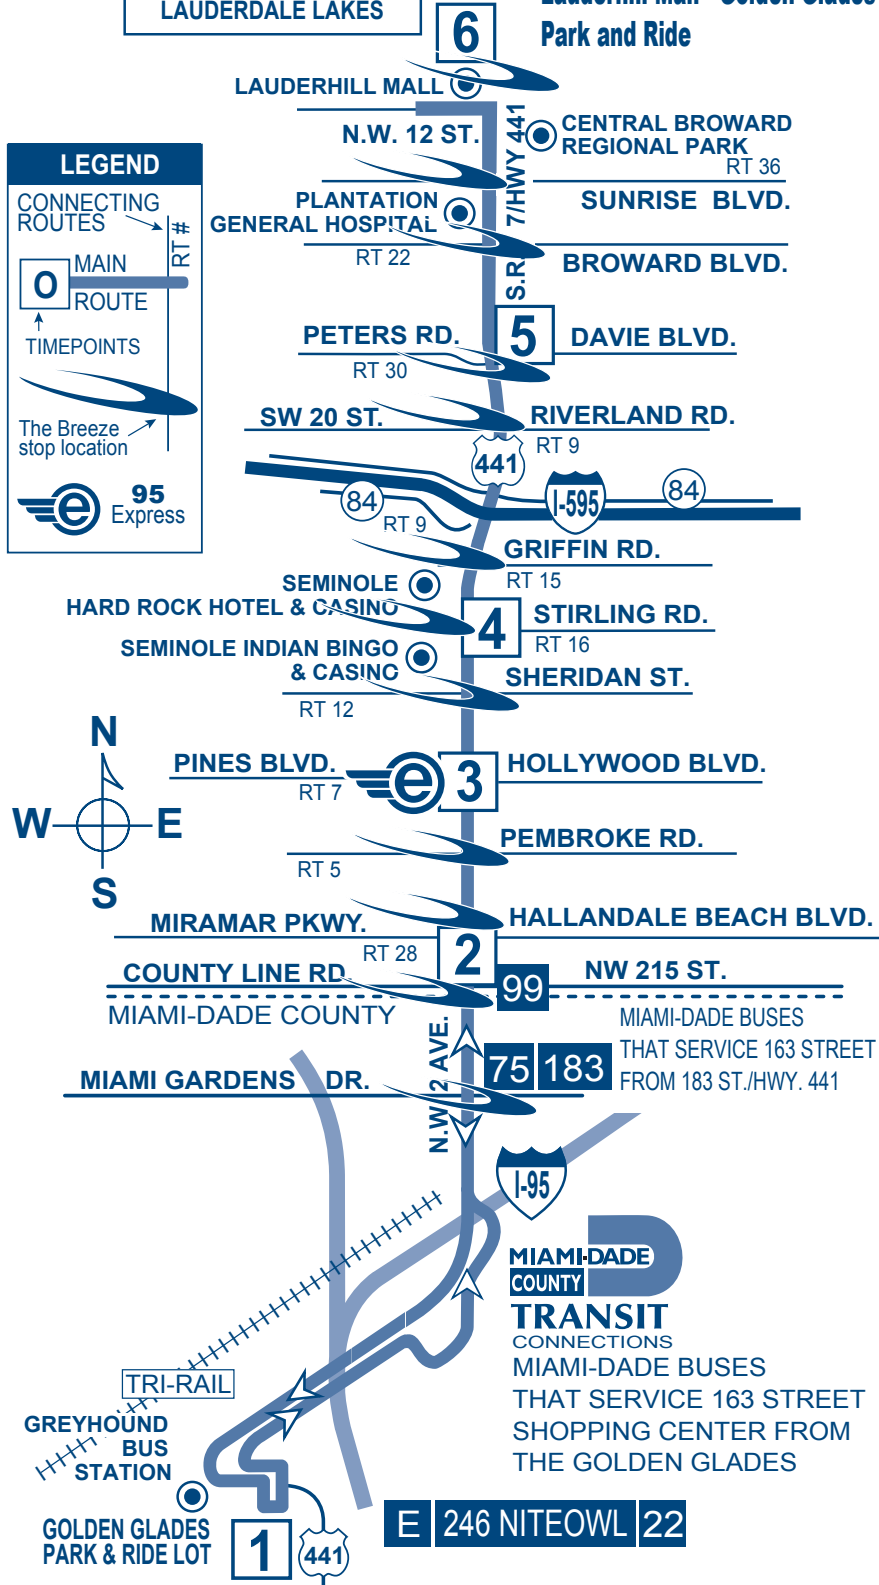 LAUDERDALE LAKES
Park and Ride
6
LAUDERHILL MALL
N.W. 12 ST.
S.R. 7/HWY 441
CENTRAL BROWARD
REGIONAL PARK
RT 36
SUNRISE BLVD.
PLANTATION
GENERAL HOSPITAL
RT 22
BROWARD BLVD.
LEGEND
CONNECTING
ROUTES
RT #
O
MAIN
ROUTE
TIMEPOINTS
The Breeze
stop location
e
95
Express
PETERS RD.
5
DAVIE BLVD.
RT 30
SW 20 ST.
RIVERLAND RD.
RT 9
441
84
I-595
84
RT 9
GRIFFIN RD.
RT 15
SEMINOLE
HARD ROCK HOTEL & CASINO
4
STIRLING RD.
RT 16
SEMINOLE INDIAN BINGO
& CASINO
SHERIDAN ST.
RT 12
N
W
E
S
PINES BLVD.
RT 7
e
3
HOLLYWOOD BLVD.
PEMBROKE RD.
RT 5
MIRAMAR PKWY.
HALLANDALE BEACH BLVD.
RT 28
2
COUNTY LINE RD.
99
NW 215 ST.
MIAMI-DADE COUNTY
N.W. 2 AVE.
75
183
MIAMI-DADE BUSES
THAT SERVICE 163 STREET
FROM 183 ST./HWY. 441
MIAMI GARDENS DR.
I-95
MIAMI-DADE
COUNTY
TRANSIT
CONNECTIONS
MIAMI-DADE BUSES
THAT SERVICE 163 STREET
SHOPPING CENTER FROM
THE GOLDEN GLADES
TRI-RAIL
GREYHOUND
BUS
STATION
GOLDEN GLADES
PARK & RIDE LOT
1
441
E
246 NITEOWL
22